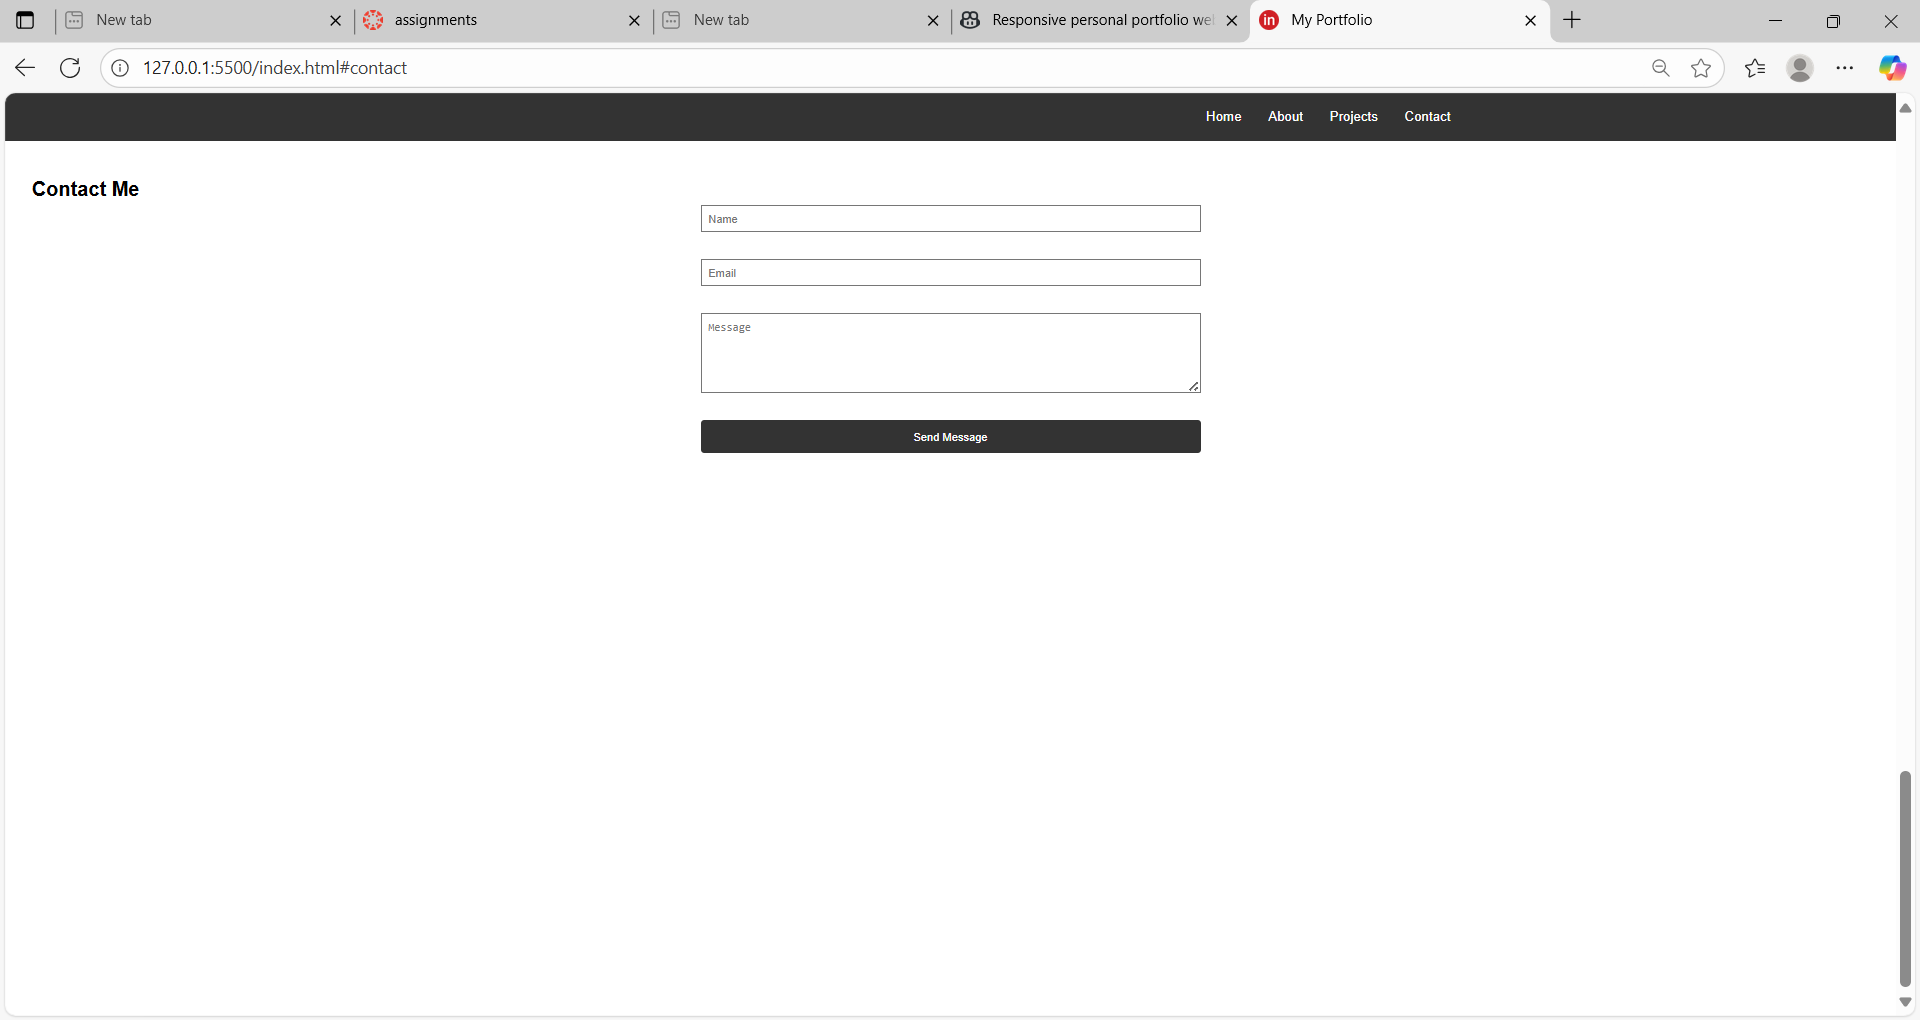 New tab
assignments
New tab
Responsive personal portfolio we
in My Portfolio
127.0.0.1:5500/index.html#contact
Home About Projects Contact
Contact Me
Name
Email
Message
Send Message